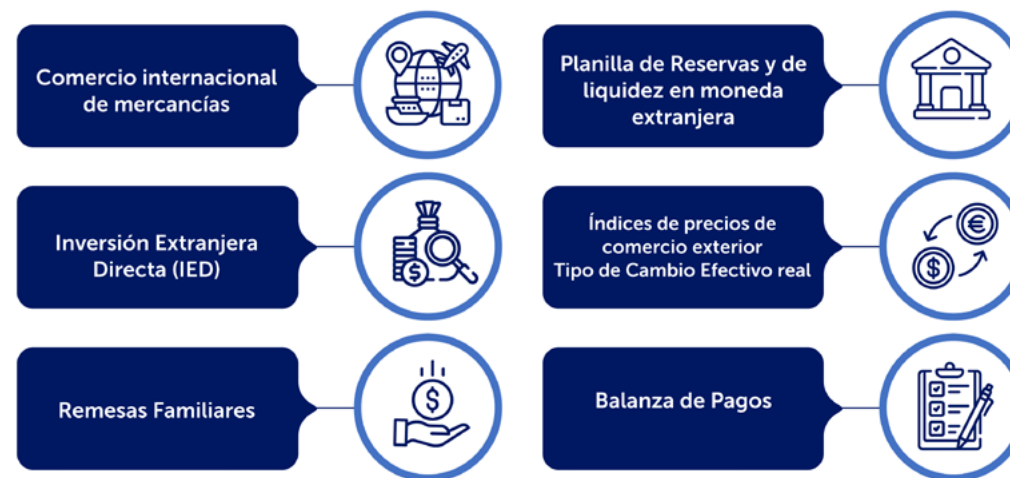 Comercio internacional
de mercancías
Planilla de Reservas y de
liquidez en moneda
extranjera
Inversión Extranjera
Directa (IED)
$
Índices de precios de
comercio exterior
Tipo de Cambio Efectivo real
€
$
Remesas Familiares
$
Balanza de Pagos